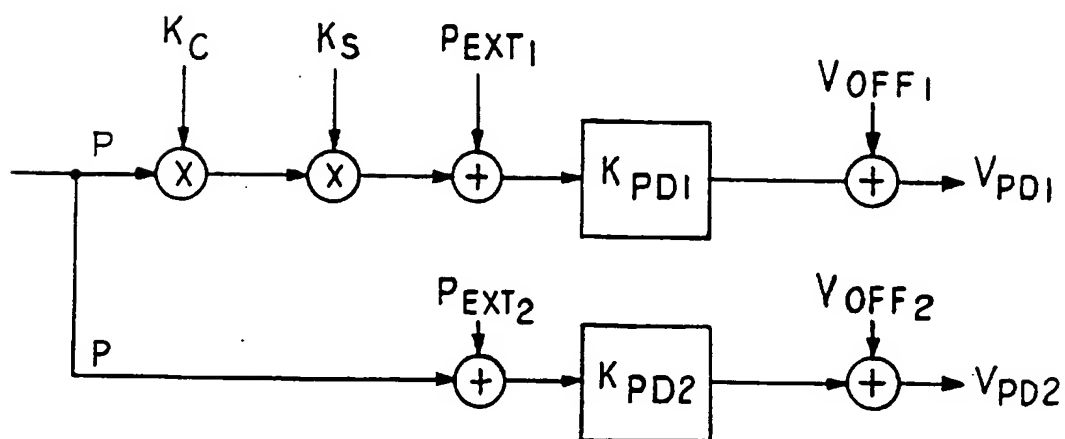 K_C
K_S
P_EXT1
V_OFF1
P
X
X
+
K_PD1
+
V_PD1
P_EXT2
V_OFF2
P
+
K_PD2
+
V_PD2